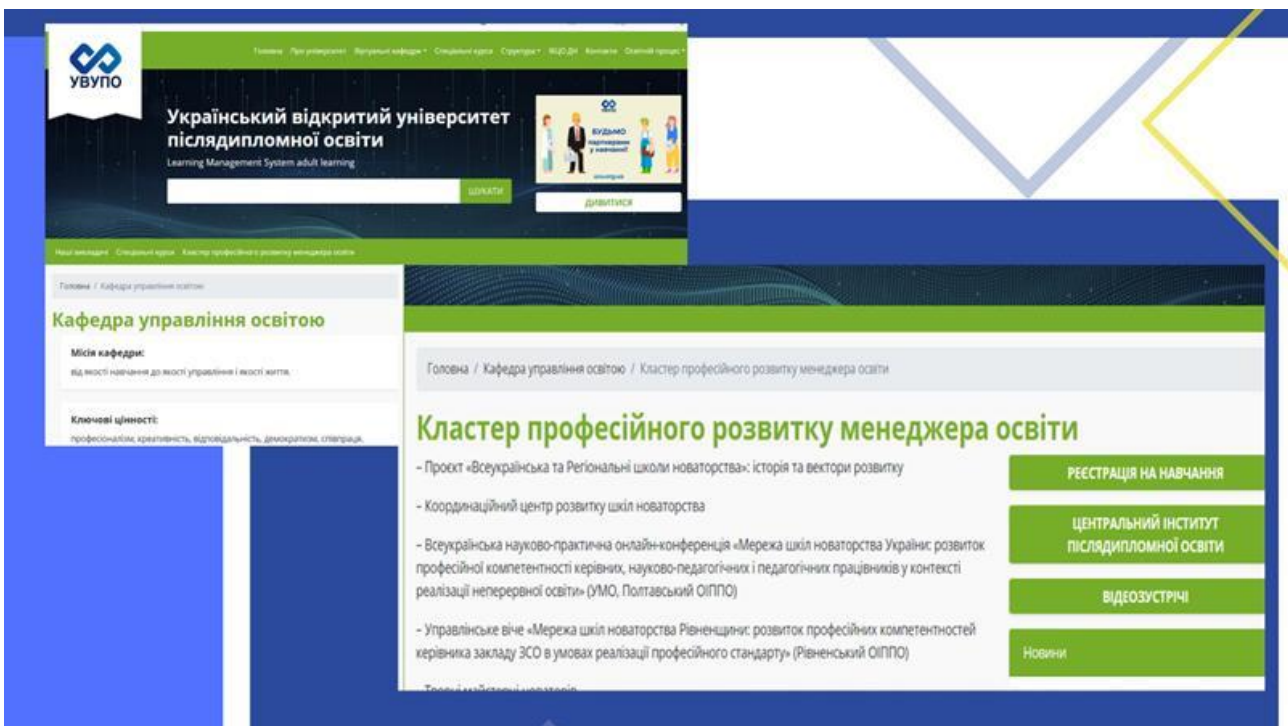 УВУПО
Головна Про університет Віртуальні кафедри Спеціальні курси Структура Контакти Освітній процес
Український відкритий університет
післядипломної освіти
Learning Management System adult learning
ШУКАТИ
УВУПО
БУДЬМО
партнерами
у навчанні!
ДИВИТИСЯ
Наші викладачі Спеціальні курси Кластер професійного розвитку менеджера освіти
Головна / Кафедра управління освітою
Кафедра управління освітою
Місія кафедри:
від якості навчання до якості управління і якості життя.
Ключові цінності:
професіоналізм, креативність, відповідальність, демократизм, співпраця,
Головна / Кафедра управління освітою / Кластер професійного розвитку менеджера освіти
Кластер професійного розвитку менеджера освіти
– Проєкт «Всеукраїнська та Регіональні школи новаторства»: історія та вектори розвитку
– Координаційний центр розвитку шкіл новаторства
– Всеукраїнська науково-практична онлайн-конференція «Мережа шкіл новаторства України: розвиток
професійної компетентності керівних, науково-педагогічних і педагогічних працівників у контексті
реалізації неперервної освіти» (УМО, Полтавський ОІППО)
– Управлінське віче «Мережа шкіл новаторства Рівненщини: розвиток професійних компетентностей
керівника закладу ЗСО в умовах реалізації професійного стандарту» (Рівненський ОІППО)
– Творчі майстерні новаторів
РЕЄСТРАЦІЯ НА НАВЧАННЯ
ЦЕНТРАЛЬНИЙ ІНСТИТУТ
ПІСЛЯДИПЛОМНОЇ ОСВІТИ
ВІДЕОЗУСТРІЧІ
Новини